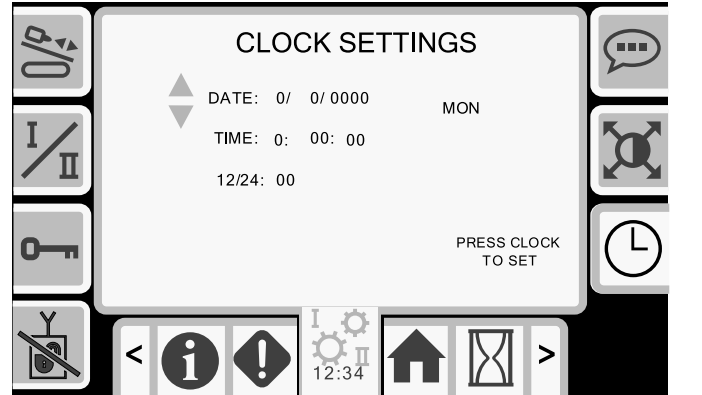 CLOCK SETTINGS
DATE: 0/ 0/ 0000
MON
TIME: 0: 00: 00
12/24: 00
PRESS CLOCK
TO SET
I
II
I
II
12:34
< >